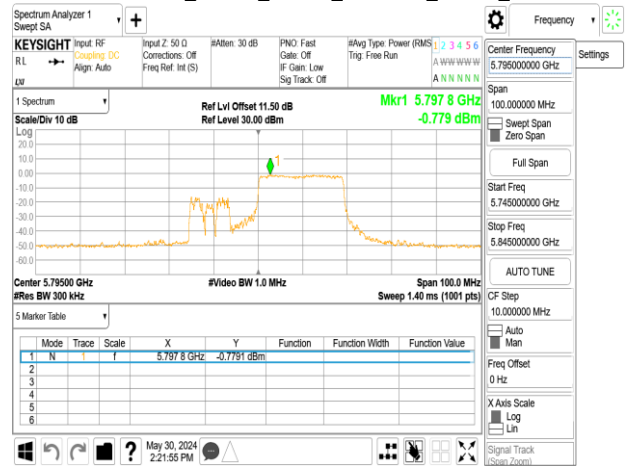 Spectrum Analyzer 1
Swept SA
+
Frequency
KEYSIGHT
Input: RF
Input Z: 50 Ω
#Atten: 30 dB
PNO: Fast
#Avg Type: Power (RMS
1 2 3 4 5 6
RL
Coupling: DC
Corrections: Off
Gate: Off
Trig: Free Run
A W W W W W
Align: Auto
Freq Ref: Int (S)
IF Gain: Low
Sig Track: Off
A N N N N N
LXI
Center Frequency
5.795000000 GHz
Settings
Span
100.000000 MHz
Swept Span
Zero Span
Full Span
Start Freq
5.745000000 GHz
Stop Freq
5.845000000 GHz
AUTO TUNE
CF Step
10.000000 MHz
Auto
Man
Freq Offset
0 Hz
X Axis Scale
Log
Lin
Signal Track
(Span Zoom)
1 Spectrum
Ref Lvl Offset 11.50 dB
Mkr1 5.797 8 GHz
Scale/Div 10 dB
Ref Level 30.00 dBm
-0.779 dBm
Log
20.0
10.0
0.00
-10.0
-20.0
-30.0
-40.0
-50.0
-60.0
1
Center 5.79500 GHz
#Video BW 1.0 MHz
Span 100.0 MHz
#Res BW 300 kHz
Sweep 1.40 ms (1001 pts)
5 Marker Table
Mode Trace Scale X Y Function Function Width Function Value
1 N 1 f 5.797 8 GHz -0.7791 dBm
2
3
4
5
6
?
May 30, 2024
2:21:55 PM